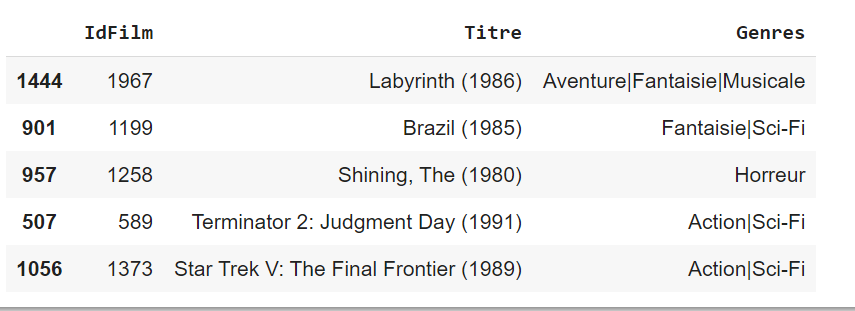 IdFilm Titre Genres
1444 1967 Labyrinth (1986) Aventure|Fantaisie|Musicale
901 1199 Brazil (1985) Fantaisie|Sci-Fi
957 1258 Shining, The (1980) Horreur
507 589 Terminator 2: Judgment Day (1991) Action|Sci-Fi
1056 1373 Star Trek V: The Final Frontier (1989) Action|Sci-Fi